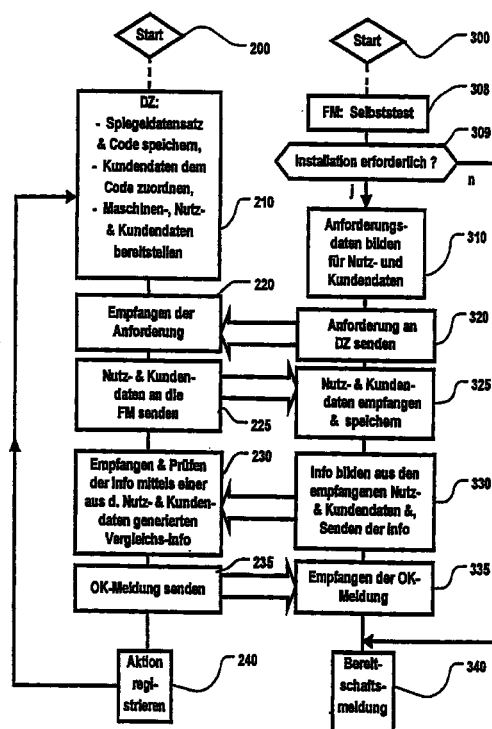 Start
200
DZ:
- Spiegeldatensatz
& Code speichern,
- Kundendaten dem
Code zuordnen,
- Maschinen-, Nutz-
& Kundendaten
bereitstellen
210
220
Empfangen der
Anforderung
Nutz- & Kunden-
daten an die
FM senden
225
230
Empfangen & Prüfen
der Info mittels einer
aus d. Nutz- & Kunden-
daten generierten
Vergleichs-Info
235
OK-Meldung senden
Aktion
regi-
strieren
240
Start
300
308
FM: Selbsttest
309
Installation erforderlich ?
n
j
Anforderungs-
daten bilden
für Nutz- und
Kundendaten
310
Anforderung an
DZ senden
320
Nutz- & Kunden-
daten empfangen
& speichern
325
Info bilden aus den
empfangenen Nutz-
& Kundendaten &,
Senden der Info
330
Empfangen der OK-
Meldung
335
Bereit-
schafts-
meldung
340